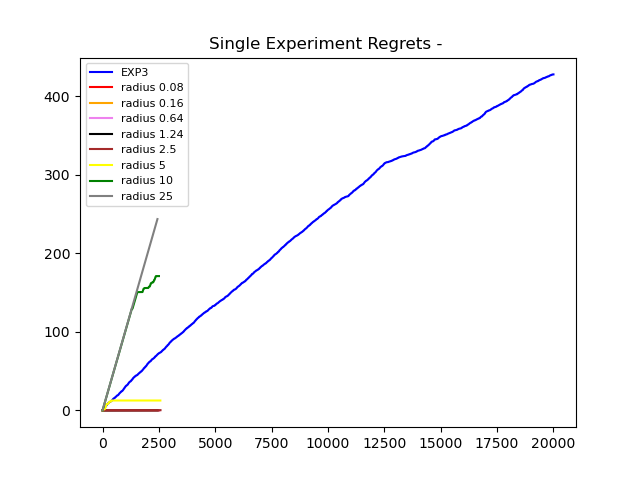 Single Experiment Regrets -
EXP3
radius 0.08
radius 0.16
radius 0.64
radius 1.24
radius 2.5
radius 5
radius 10
radius 25
400
300
200
100
0
0 2500 5000 7500 10000 12500 15000 17500 20000